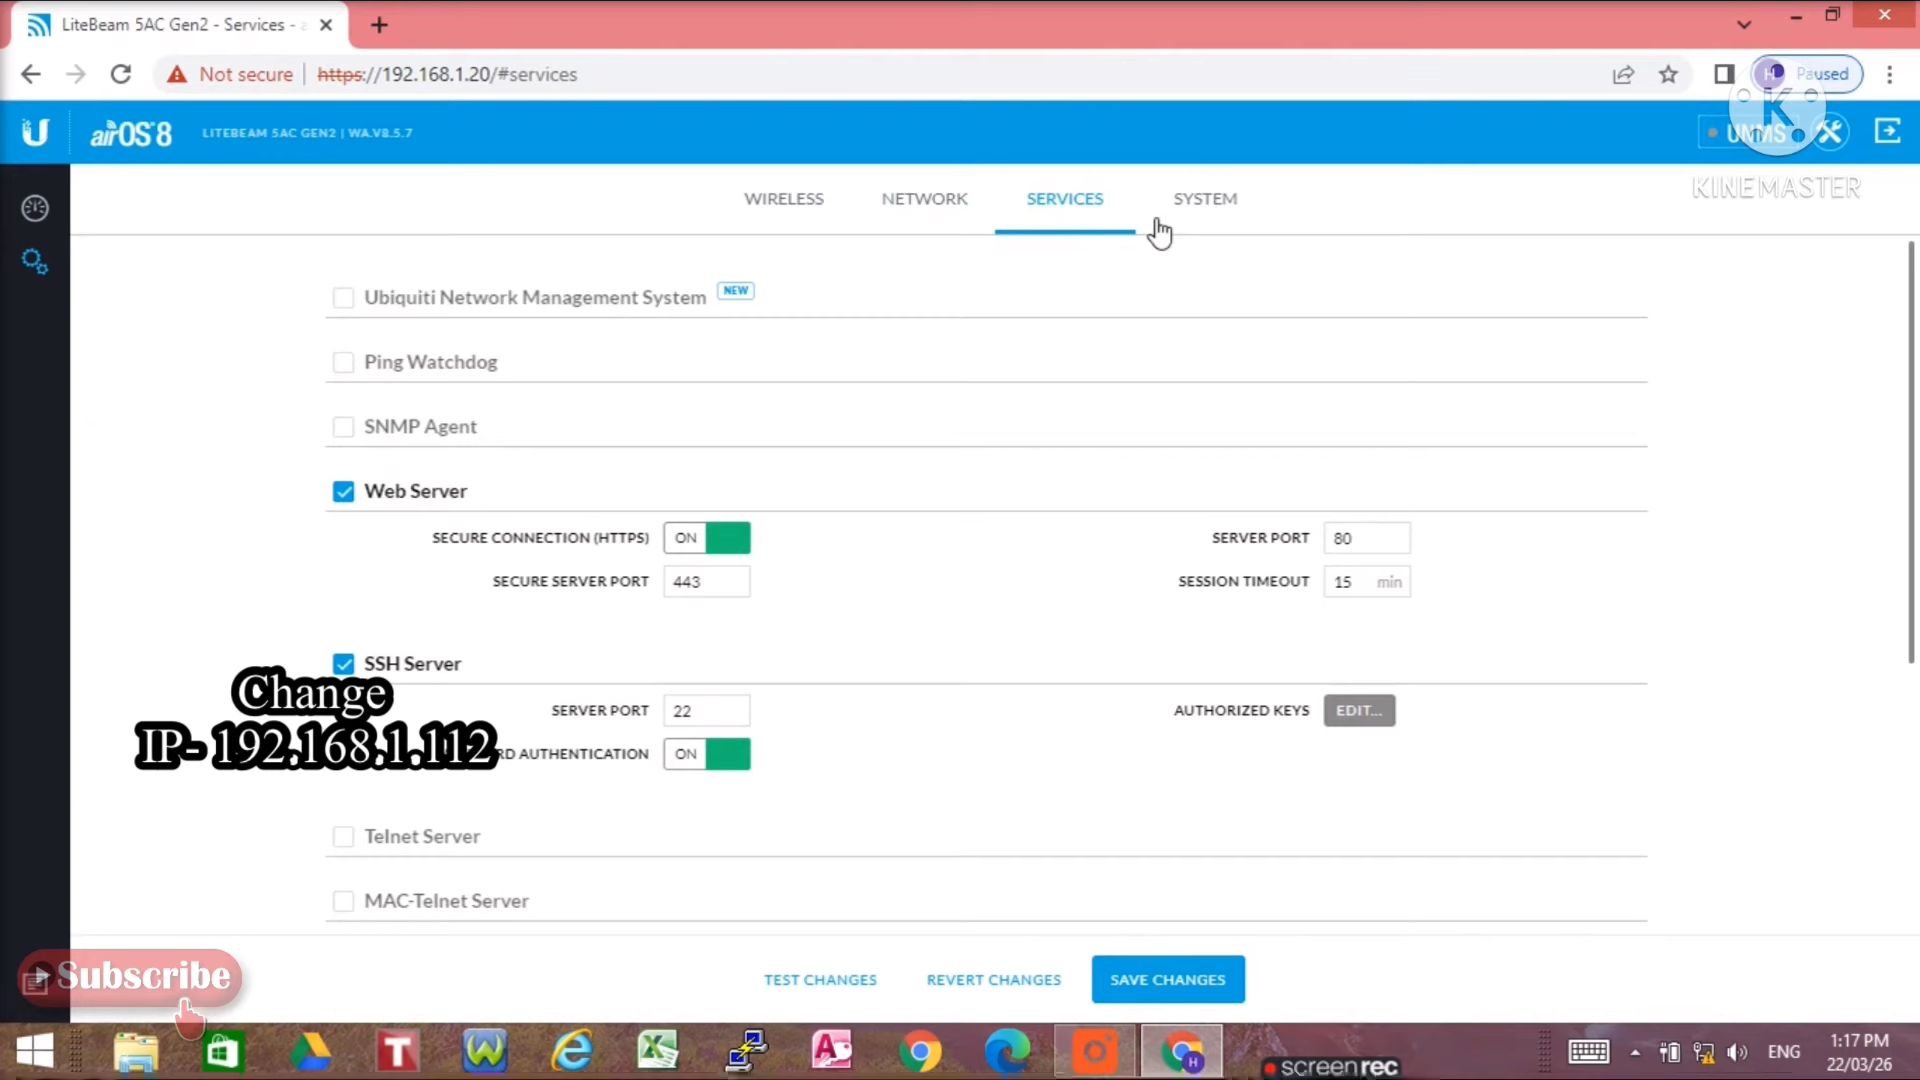 LiteBeam 5AC Gen2 - Services -
Not secure https://192.168.1.20/#services
H Paused
airOS 8 LITEBEAM 5AC GEN2 | WA.V8.5.7
UNMS
K
KINEMASTER
WIRELESS NETWORK SERVICES SYSTEM
Ubiquiti Network Management System NEW
Ping Watchdog
SNMP Agent
Web Server
SECURE CONNECTION (HTTPS) ON SERVER PORT 80
SECURE SERVER PORT 443 SESSION TIMEOUT 15 min
SSH Server
Change
SERVER PORT 22 AUTHORIZED KEYS EDIT...
IP- 192.168.1.112
RD AUTHENTICATION ON
Telnet Server
MAC-Telnet Server
Subscribe
TEST CHANGES REVERT CHANGES SAVE CHANGES
screenrec
ENG 1:17 PM
22/03/26